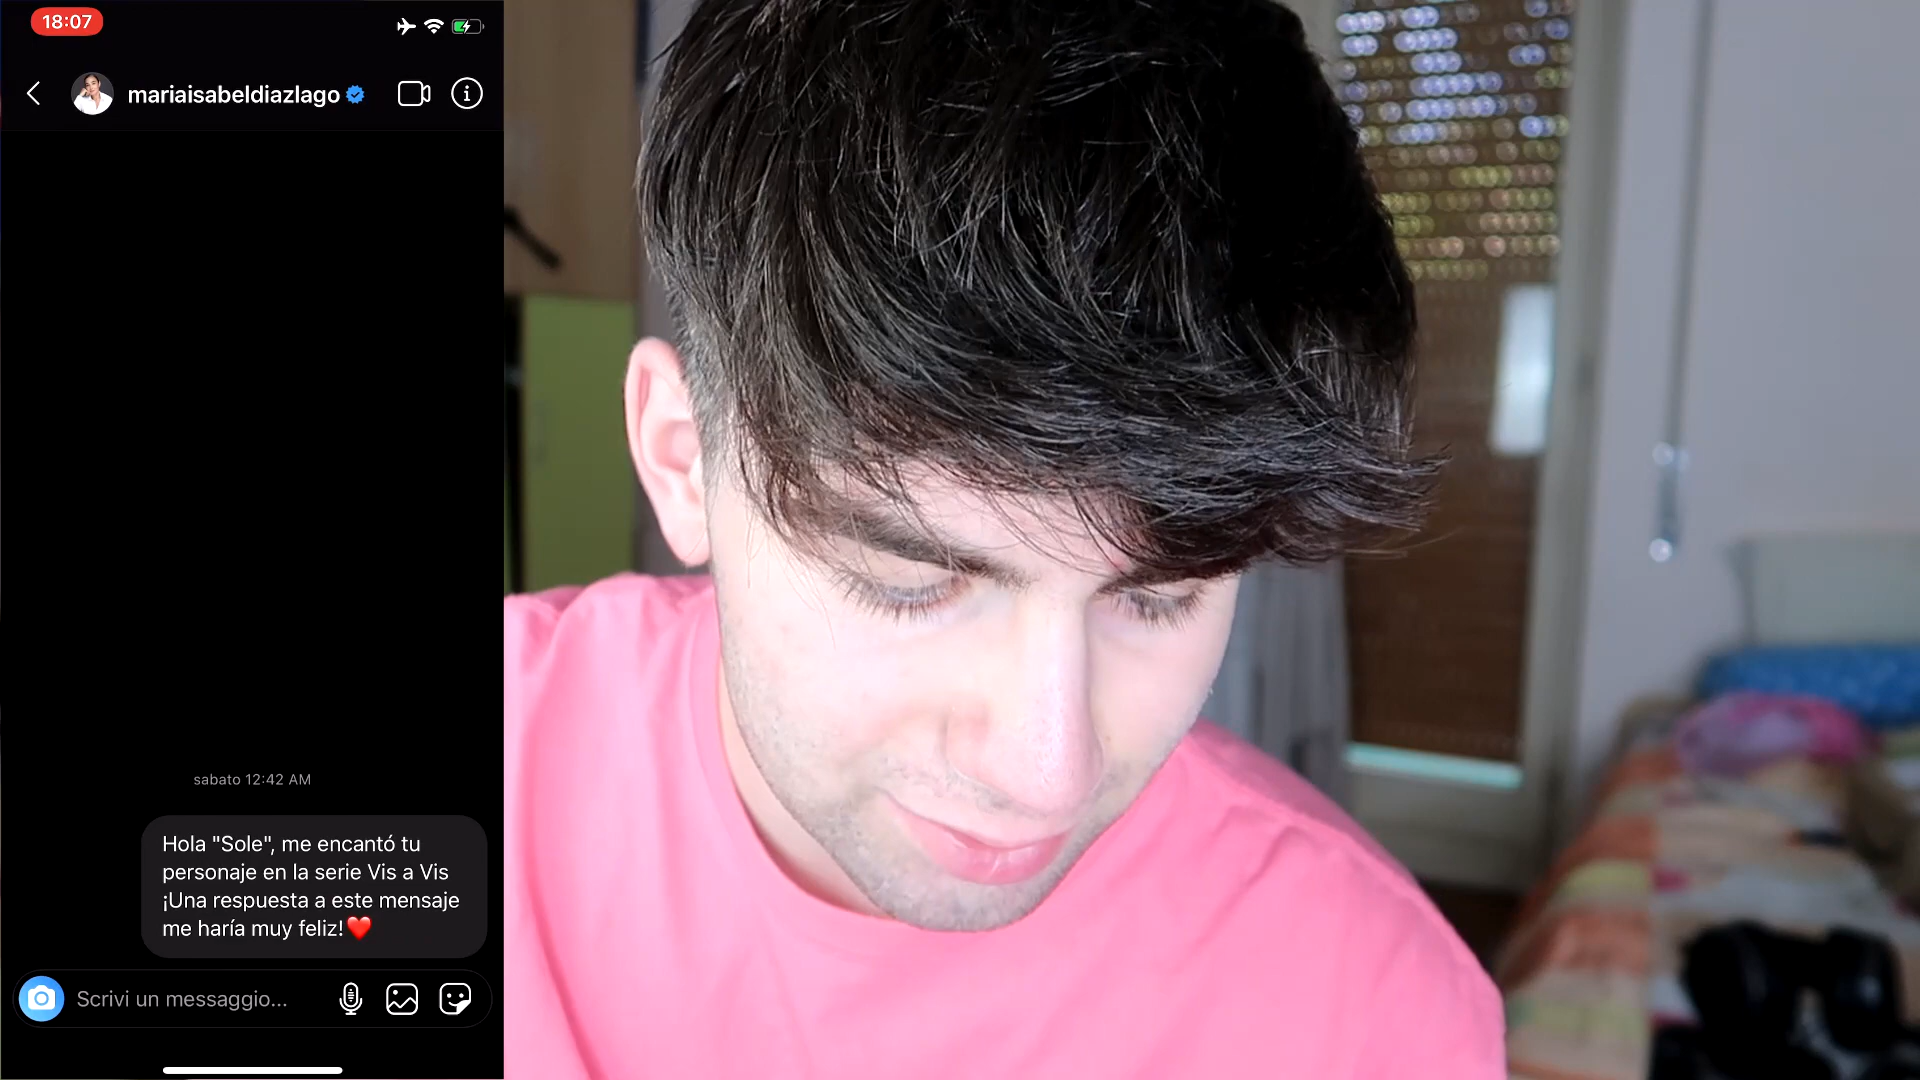 18:07
mariaisabeldiazlago
sabato 12:42 AM
Hola "Sole", me encantó tu
personaje en la serie Vis a Vis
¡Una respuesta a este mensaje
me haría muy feliz!❤️
Scrivi un messaggio...